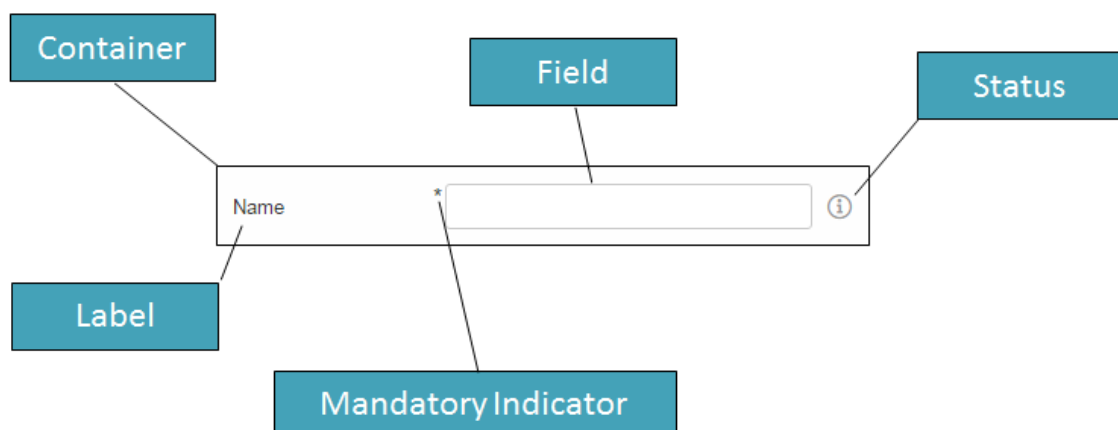 Container
Field
Status
Name
*
Label
Mandatory Indicator